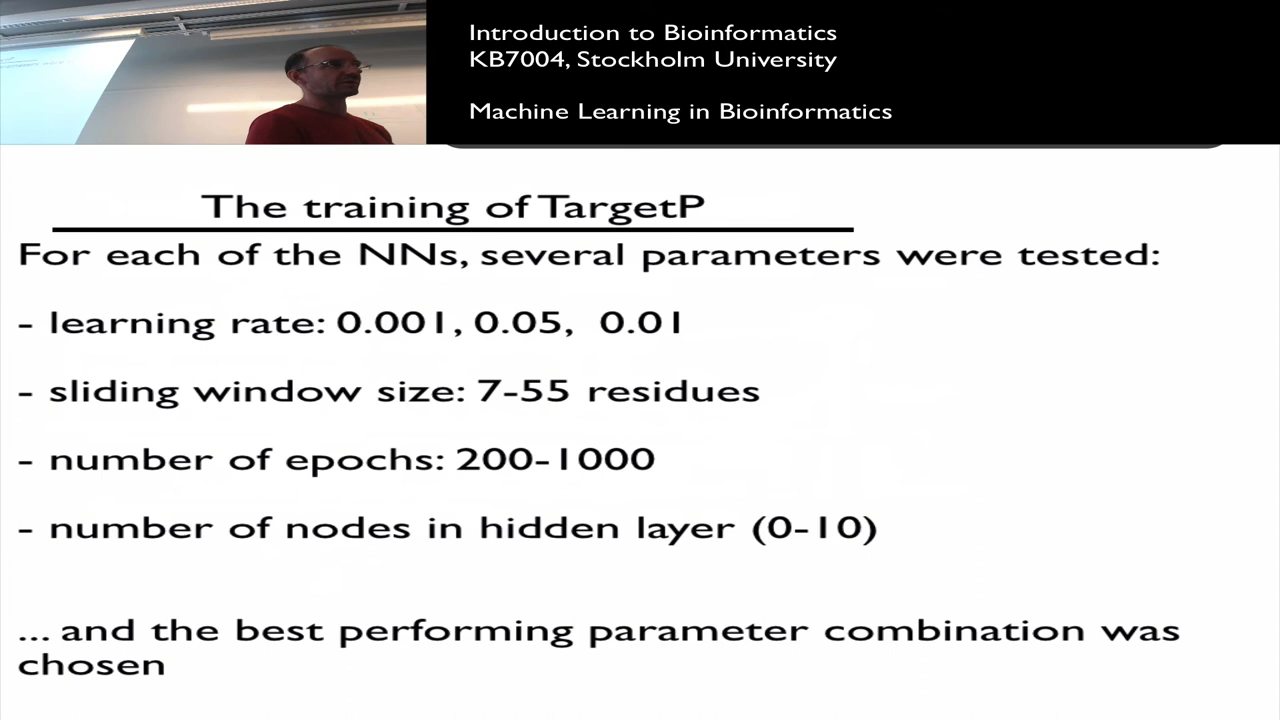 Introduction to Bioinformatics
KB7004, Stockholm University
Machine Learning in Bioinformatics
The training of TargetP
For each of the NNs, several parameters were tested:
- learning rate: 0.001, 0.05, 0.01
- sliding window size: 7-55 residues
- number of epochs: 200-1000
- number of nodes in hidden layer (0-10)
... and the best performing parameter combination was
chosen